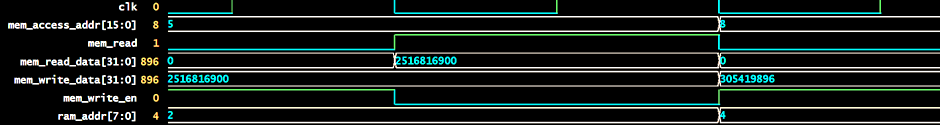 clk 0
mem_access_addr[15:0] 8 5 8
mem_read 1
mem_read_data[31:0] 896 0 2516816900 0
mem_write_data[31:0] 896 2516816900 305419896
mem_write_en 0
ram_addr[7:0] 4 2 4